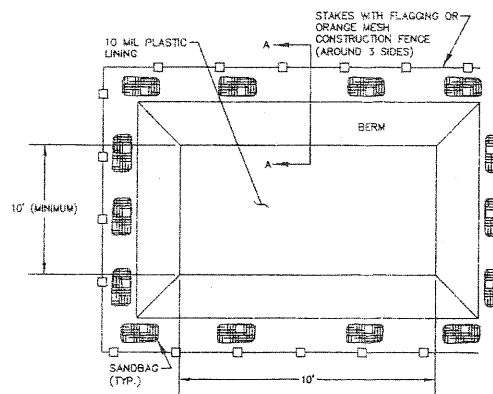 STAKES WITH FLAGGING OR
ORANGE MESH
CONSTRUCTION FENCE
(AROUND 3 SIDES)
10 MIL PLASTIC
LINING
A
BERM
A
10' (MINIMUM)
SANDBAG
(TYP.)
10'